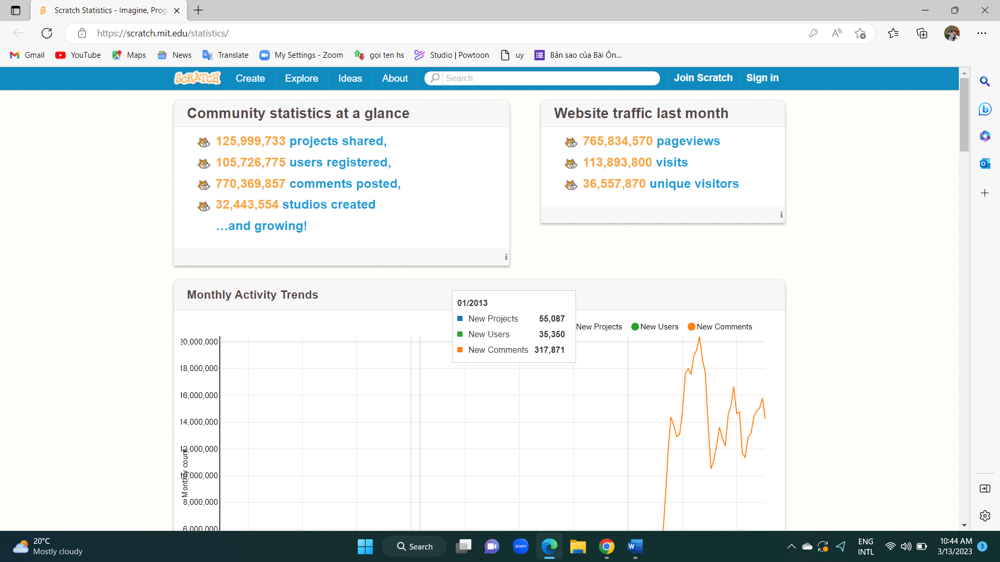 Scratch Statistics - Imagine, Prog
https://scratch.mit.edu/statistics/
Gmail YouTube Maps News Translate My Settings - Zoom gọi ten hs Studio | Powtoon uy Bản sao của Bài Ôn...
SCRATCH Create Explore Ideas About Search Join Scratch Sign in
Community statistics at a glance
125,999,733 projects shared,
105,726,775 users registered,
770,369,857 comments posted,
32,443,554 studios created
...and growing!
Website traffic last month
765,834,570 pageviews
113,893,800 visits
36,557,870 unique visitors
Monthly Activity Trends
01/2013
New Projects 55,087
New Users 35,350
New Comments 317,871
New Projects New Users New Comments
20,000,000
18,000,000
16,000,000
14,000,000
12,000,000
10,000,000
8,000,000
6,000,000
Monthly count
20°C
Mostly cloudy
Search
zoom
ENG
INTL
10:44 AM
3/13/2023
3